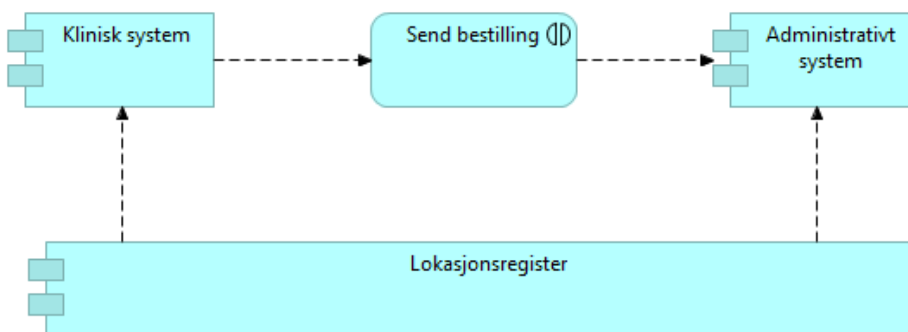 Klinisk system
Send bestilling
Administrativt
system
Lokasjonsregister